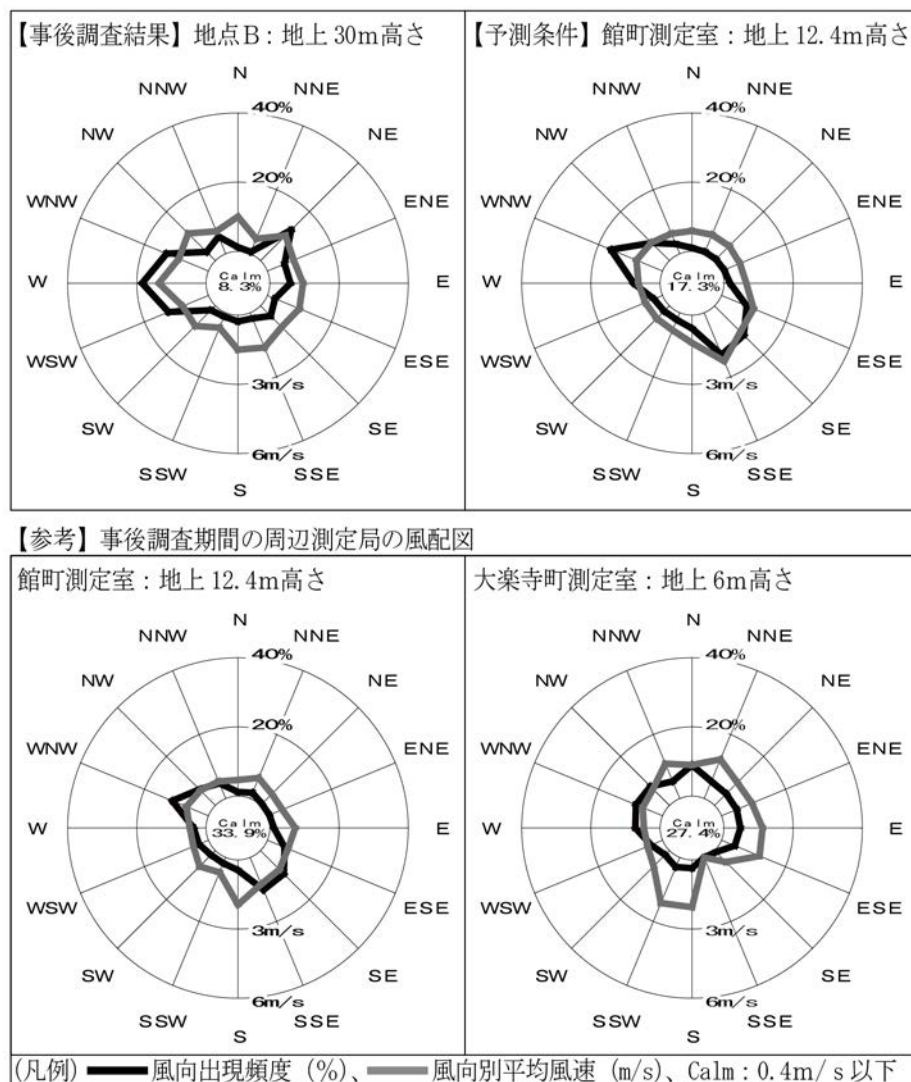 【事後調査結果】地点B：地上 30m高さ
N
NNW
NNE
40%
NW
NE
20%
WNW
ENE
W
Calm
8.3%
E
WSW
ESE
3m/s
SW
SE
6m/s
SSW
SSE
S
【予測条件】館町測定室：地上 12.4m高さ
N
NNW
NNE
40%
NW
NE
20%
WNW
ENE
W
Calm
17.3%
E
WSW
ESE
3m/s
SW
SE
6m/s
SSW
SSE
S
【参考】事後調査期間の周辺測定局の風配図
館町測定室：地上 12.4m高さ
N
NNW
NNE
40%
NW
NE
20%
WNW
ENE
W
Calm
33.9%
E
WSW
ESE
3m/s
SW
SE
6m/s
SSW
SSE
S
大楽寺町測定室：地上 6m高さ
N
NNW
NNE
40%
NW
NE
20%
WNW
ENE
W
Calm
27.4%
E
WSW
ESE
3m/s
SW
SE
6m/s
SSW
SSE
S
(凡例) 風向出現頻度 (%)、 風向別平均風速 (m/s)、Calm：0.4m/s 以下